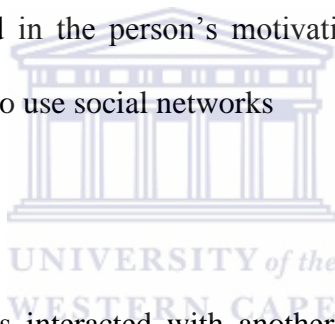 d in the person’s motivati
o use social networks
UNIVERSITY of the
WESTERN CAPE
s interacted with another